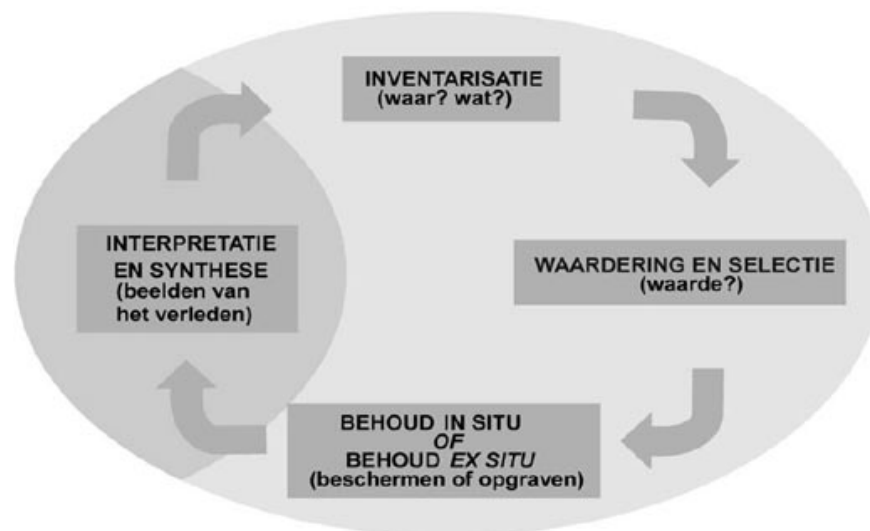 INVENTARISATIE
(waar? wat?)
WAARDERING EN SELECTIE
(waarde?)
BEHOUD IN SITU
OF
BEHOUD EX SITU
(beschermen of opgraven)
INTERPRETATIE
EN SYNTHESE
(beelden van
het verleden)